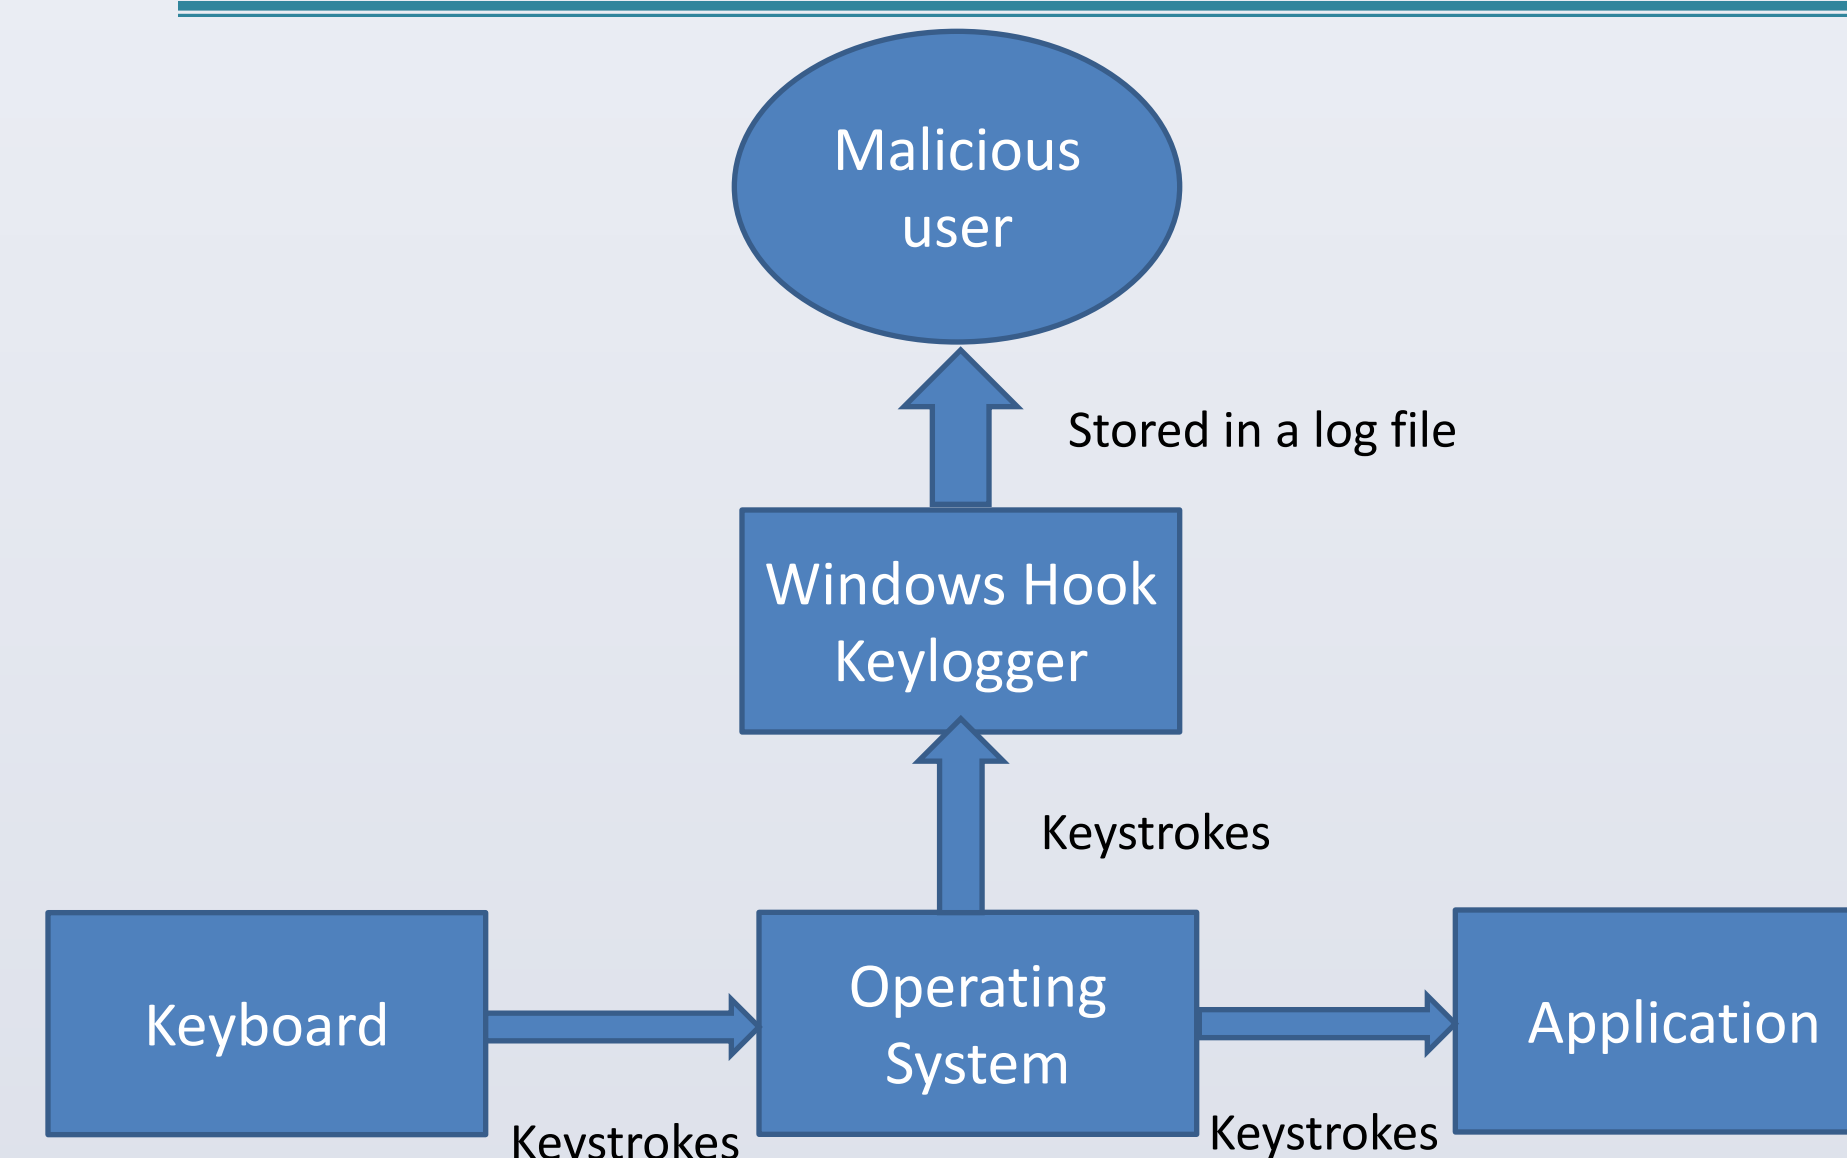 Malicious
user
Stored in a log file
Windows Hook
Keylogger
Keystrokes
Keyboard
Operating
System
Application
Keystrokes
Keystrokes